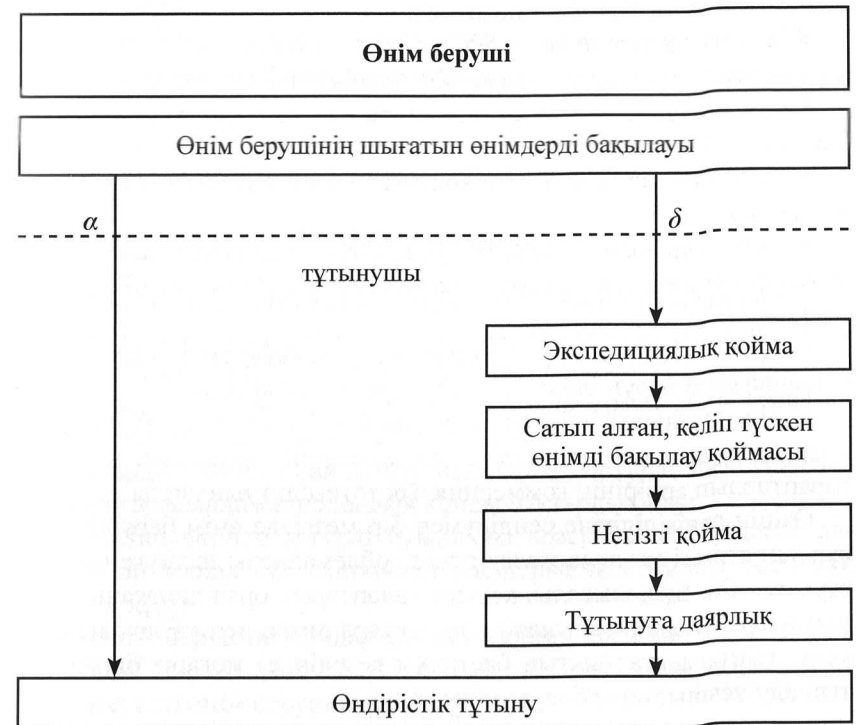 Өнім беруші
Өнім берушінің шығатын өнімдерді бақылауы
α
δ
тұтынушы
Экспедициялық қойма
Сатып алған, келіп түскен
өнімді бақылау қоймасы
Негізгі қойма
Тұтынуға даярлық
Өндірістік тұтыну